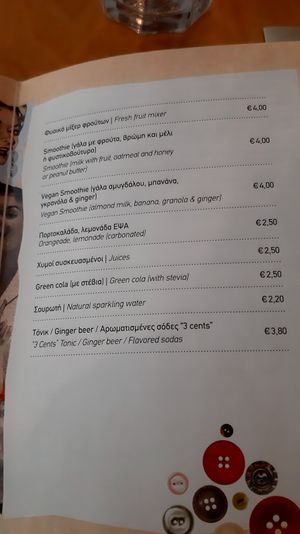 Φυσικό μίξερ φρούτων | Fresh fruit mixer €4,00
Smoothie (γάλα με φρούτα, βρώμη και μέλι
ή φυστικοβούτυρο) €4,00
Smoothie (milk with fruit, oatmeal and honey
or peanut butter)
Vegan Smoothie (γάλα αμυγδάλου, μπανάνα,
γκρανόλα & ginger) €4,00
Vegan Smoothie (almond milk, banana, granola & ginger)
Πορτοκαλάδα, λεμονάδα ΕΨΑ €2,50
Orangeade, lemonade (carbonated)
Χυμοί συσκευασμένοι | Juices €2,50
Green cola (με στέβια) | Green cola (with stevia) €2,50
Σουρωτή | Natural sparkling water €2,20
Τόνικ / Ginger beer / Αρωματισμένες σόδες "3 cents" €3,80
"3 Cents" Tonic / Ginger beer / Flavored sodas